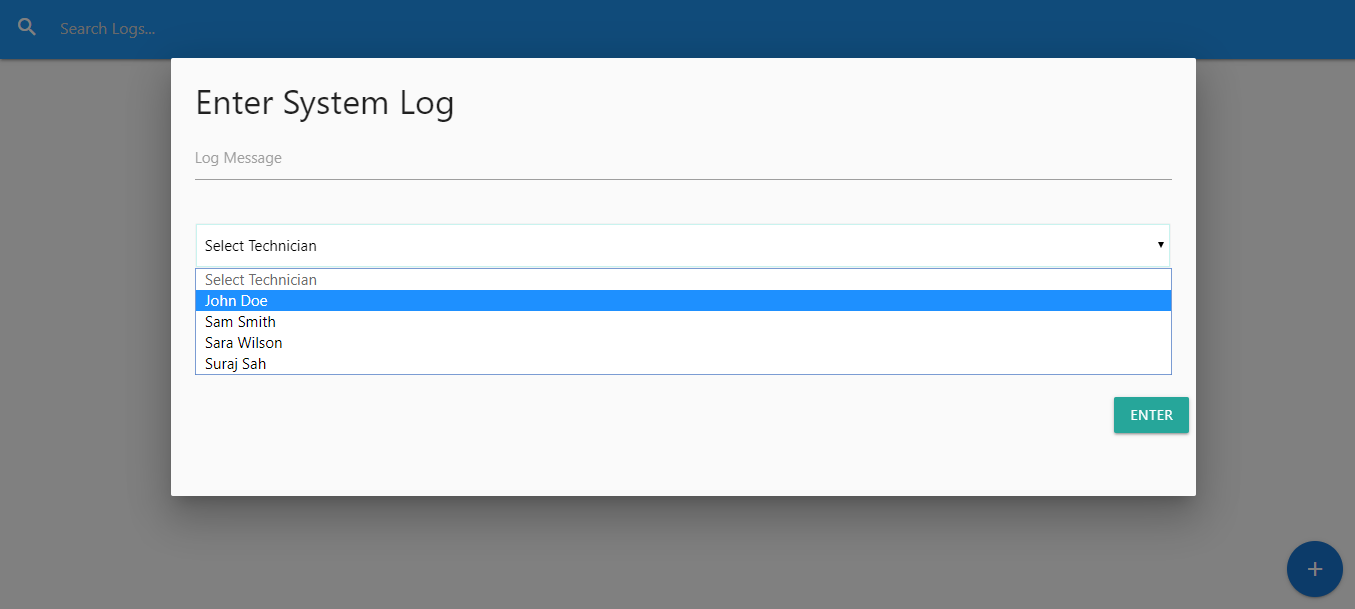 Search Logs...
Enter System Log
Log Message
Select Technician
Select Technician
John Doe
Sam Smith
Sara Wilson
Suraj Sah
ENTER